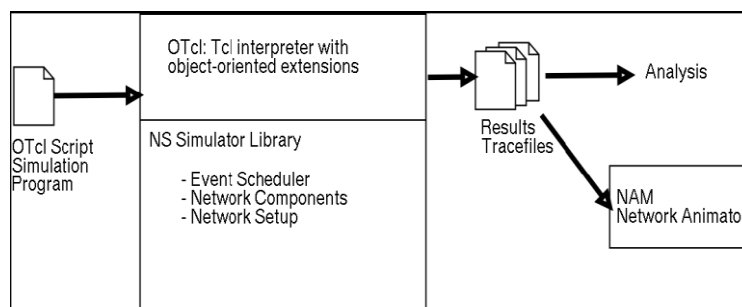 OTcl: Tcl interpreter with
object-oriented extensions
OTcl Script
Simulation
Program
NS Simulator Library
- Event Scheduler
- Network Components
- Network Setup
Results
Tracefiles
Analysis
NAM
Network Animato